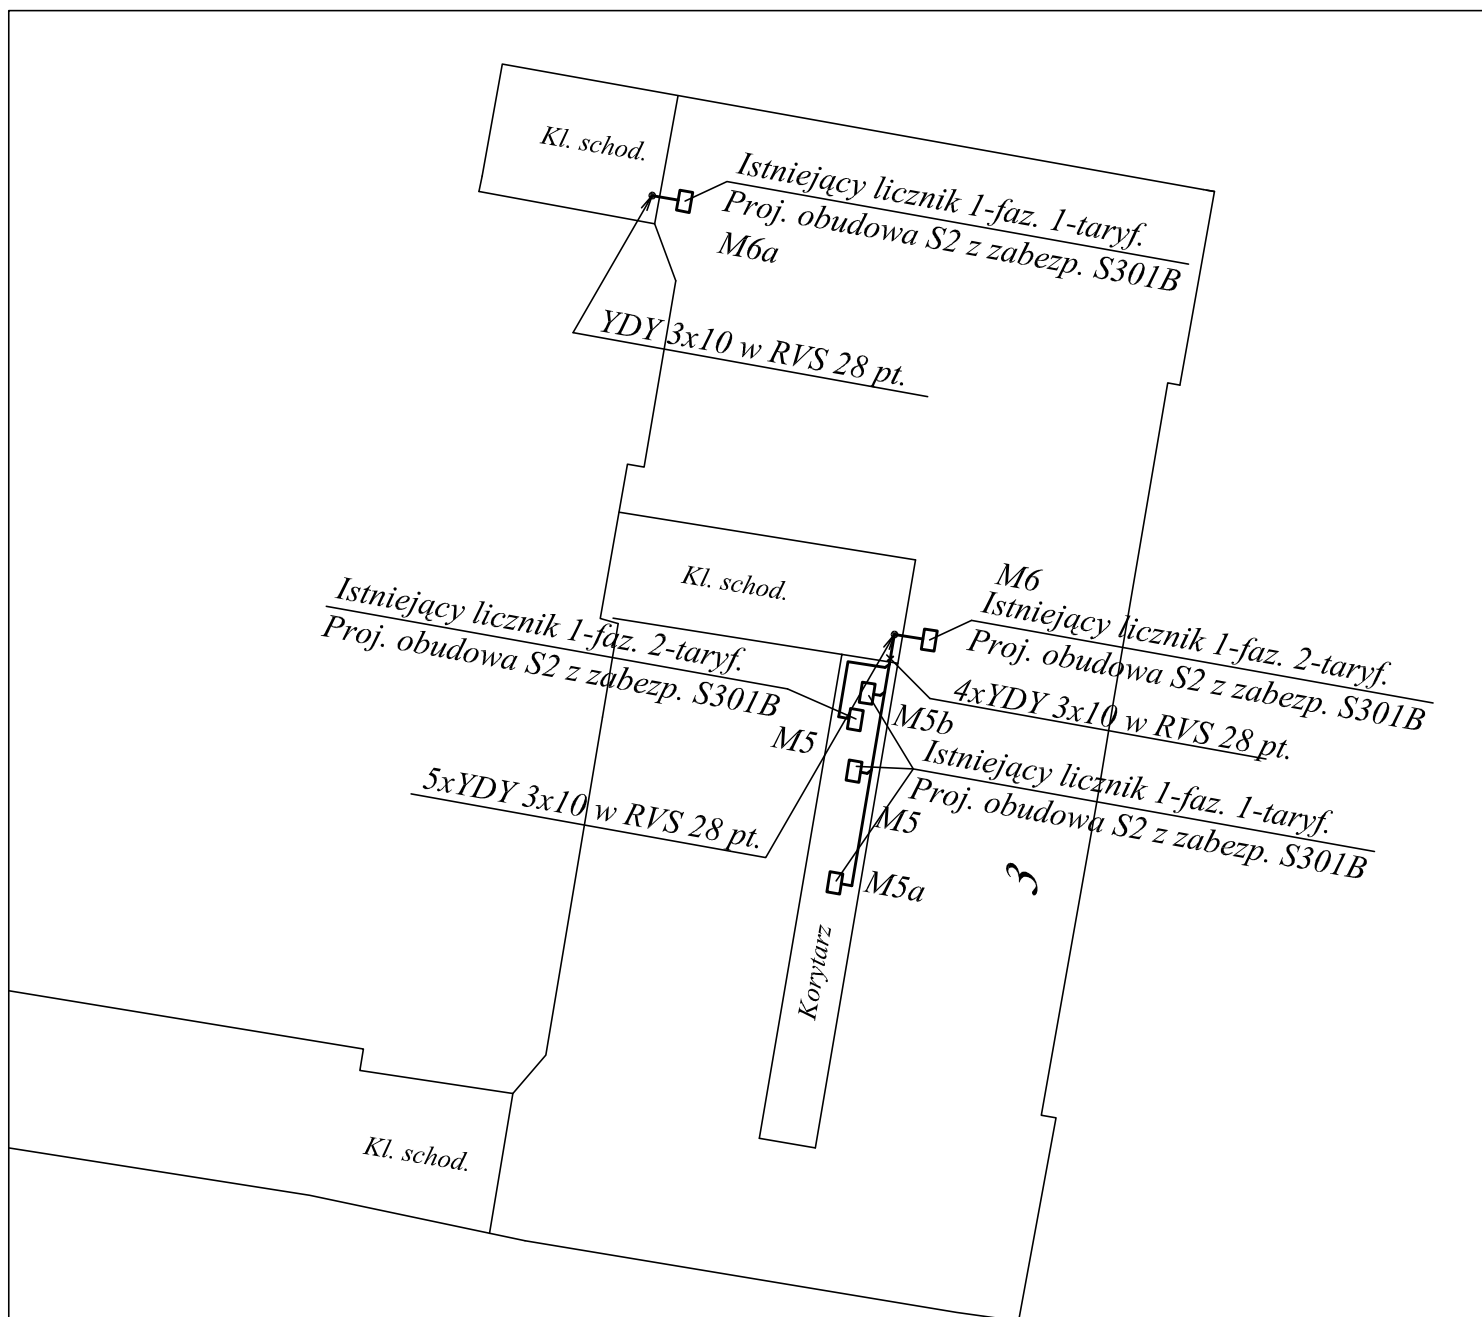 Kl. schod.
Istniejący licznik 1-faz. 1-taryf.
Proj. obudowa S2 z zabezp. S301B
M6a
YDY 3x10 w RVS 28 pt.
Kl. schod.
M6
Istniejący licznik 1-faz. 2-taryf.
Proj. obudowa S2 z zabezp. S301B
Istniejący licznik 1-faz. 2-taryf.
Proj. obudowa S2 z zabezp. S301B
M5
4xYDY 3x10 w RVS 28 pt.
M5b
Istniejący licznik 1-faz. 1-taryf.
Proj. obudowa S2 z zabezp. S301B
5xYDY 3x10 w RVS 28 pt.
M5
M5a
3
Korytarz
Kl. schod.